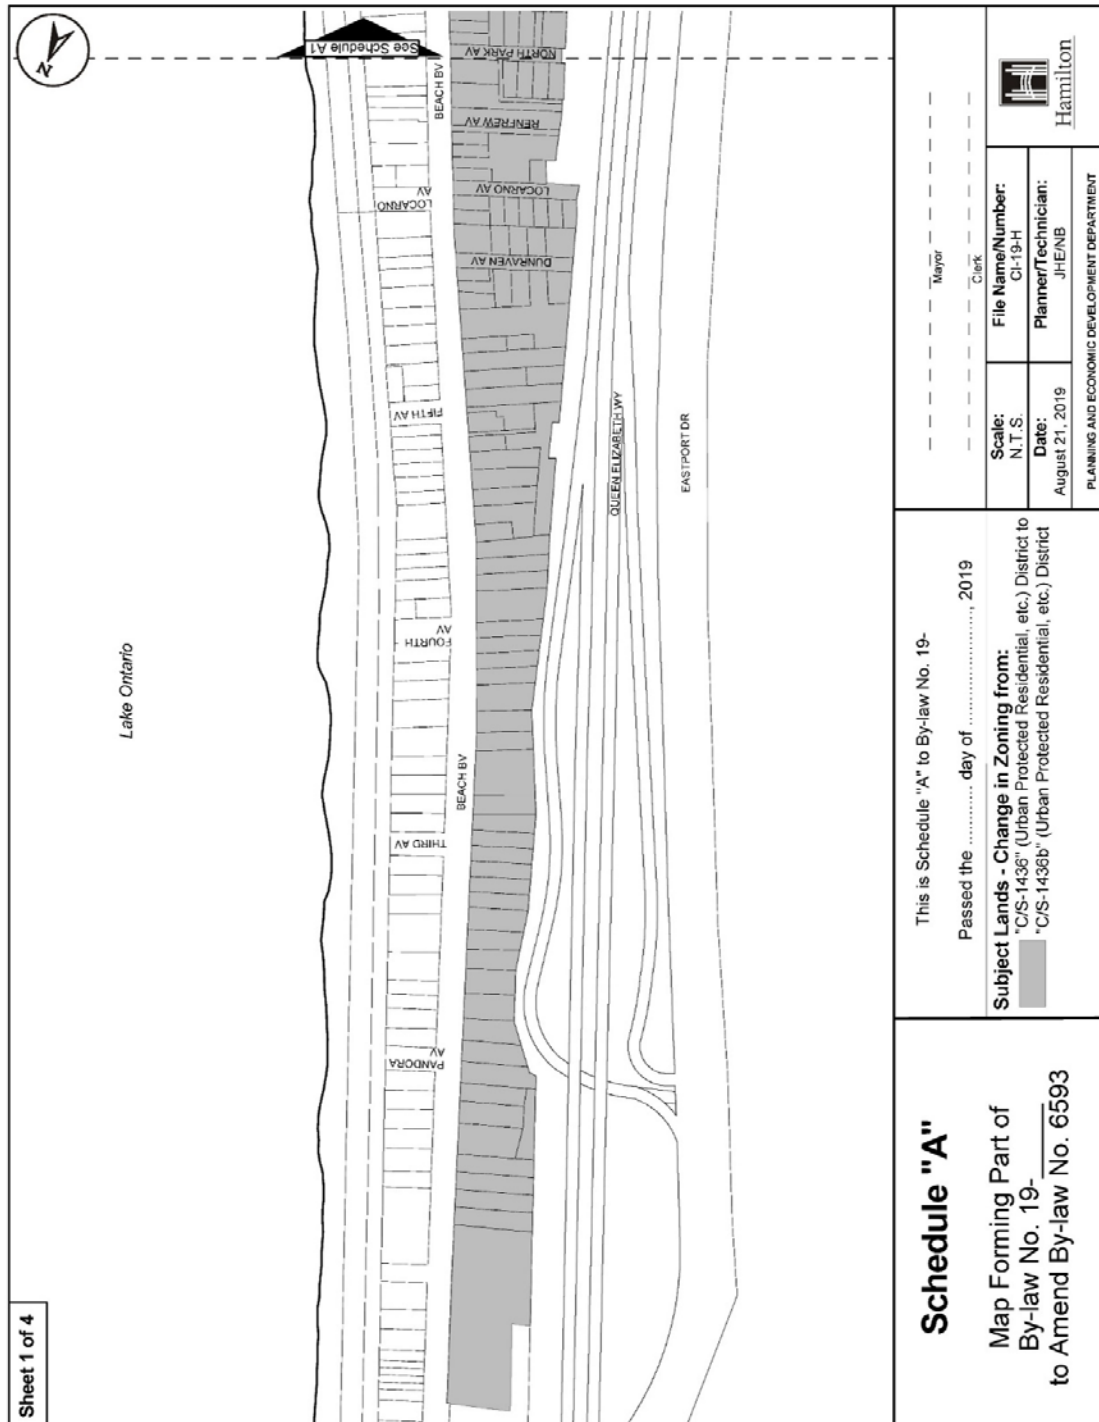 Sheet 1 of 4
Lake Ontario
N
See Schedule A1
BEACH BV
NORTH PARK AV
RENFREW AV
LOCARNO AV
LOCARNO
AV
DUNRAVEN AV
FIFTH AV
FOURTH
AV
BEACH BV
THIRD AV
PANDORA
AV
QUEEN ELIZABETH WY
EASTPORT DR
Schedule "A"
Map Forming Part of
By-law No. 19-_____
to Amend By-law No. 6593
This is Schedule "A" to By-law No. 19-
Passed the .......... day of ...................., 2019
Subject Lands - Change in Zoning from:
"C/S-1436" (Urban Protected Residential, etc.) District to
"C/S-1436b" (Urban Protected Residential, etc.) District
Mayor
Clerk
Scale:
N.T.S.
File Name/Number:
CI-19-H
Date:
August 21, 2019
Planner/Technician:
JHE/NB
Hamilton
PLANNING AND ECONOMIC DEVELOPMENT DEPARTMENT